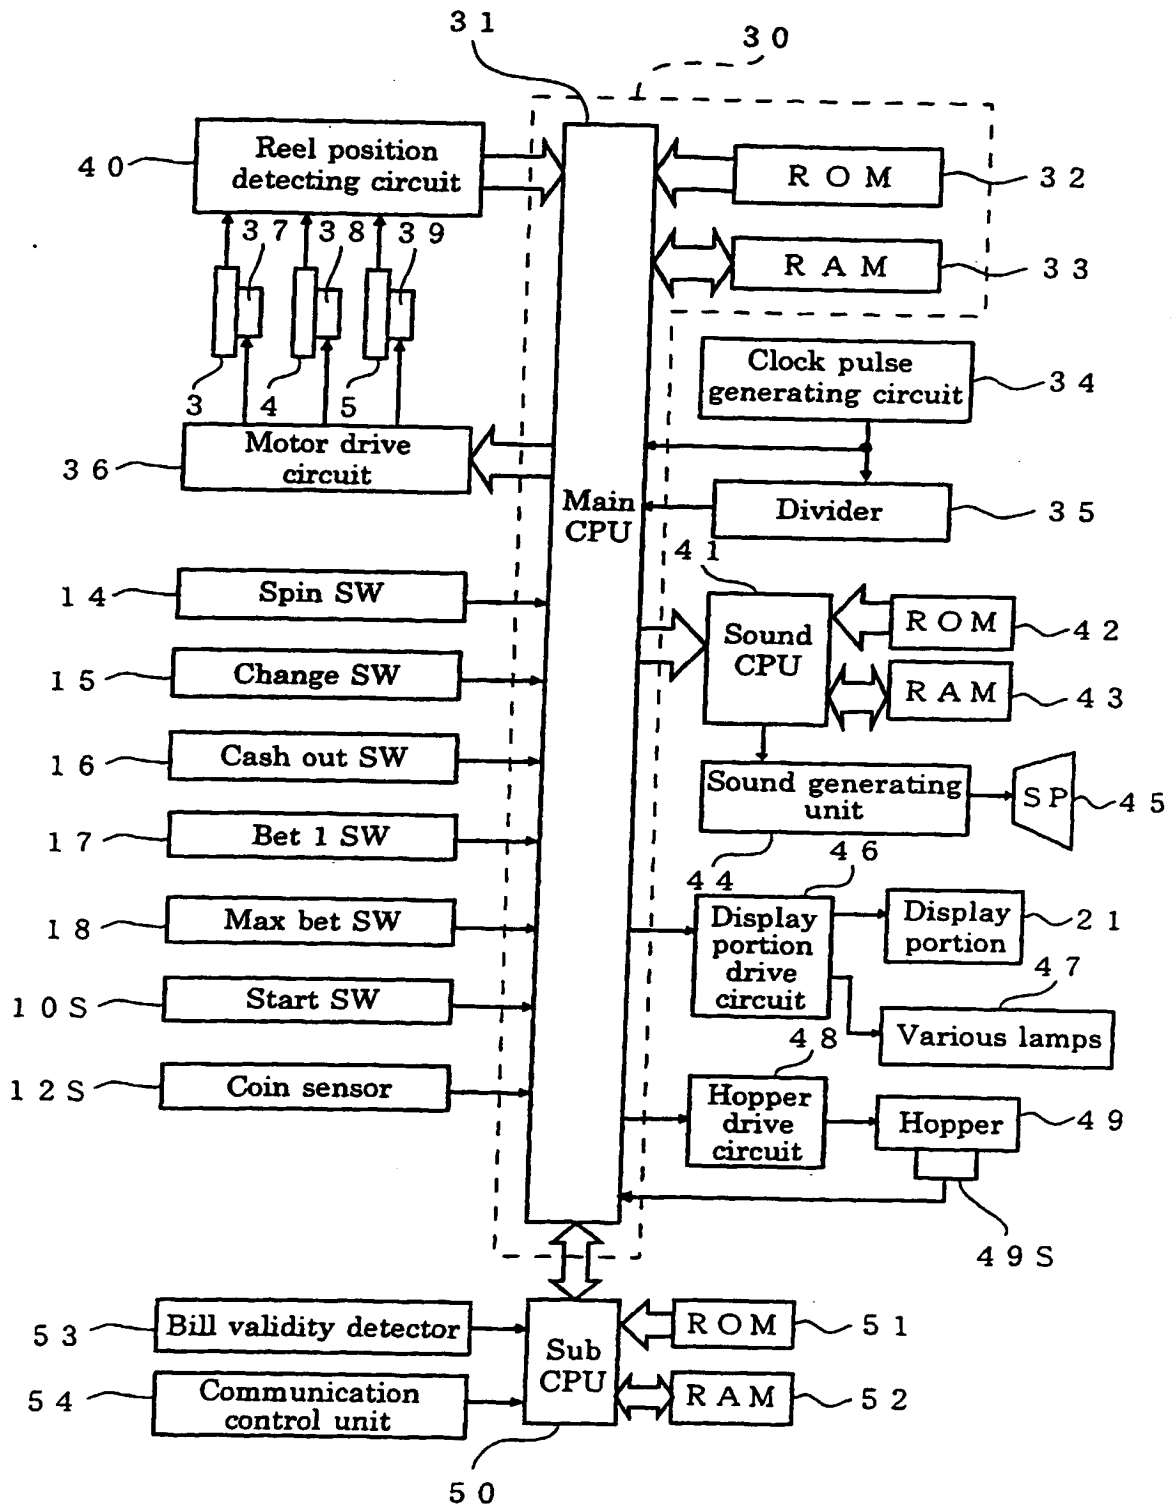 31
30
40
Reel position
detecting circuit
ROM
32
37
38
39
RAM
33
3
4
5
Clock pulse
generating circuit
34
36
Motor drive
circuit
Main
CPU
Divider
35
41
14
Spin SW
Sound
CPU
ROM
42
15
Change SW
RAM
43
16
Cash out SW
Sound generating
unit
SP
45
17
Bet 1 SW
44
46
18
Max bet SW
Display
portion
drive
circuit
Display
portion
21
47
10S
Start SW
Various lamps
48
12S
Coin sensor
Hopper
drive
circuit
Hopper
49
49S
53
Bill validity detector
Sub
CPU
ROM
51
54
Communication
control unit
RAM
52
50